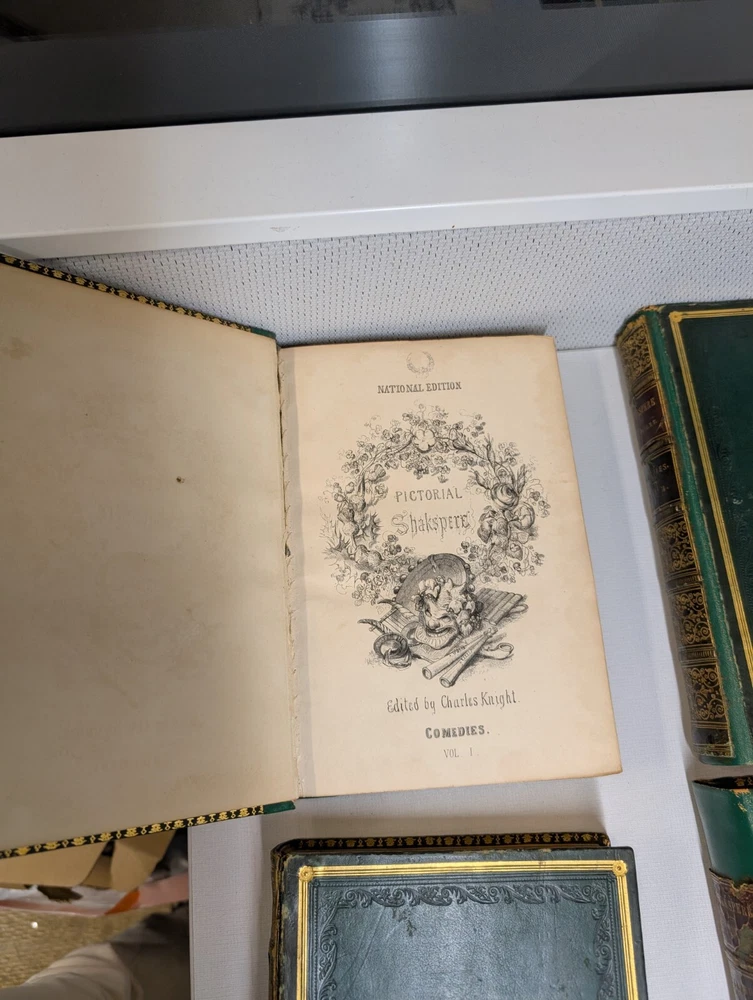 NATIONAL EDITION
PICTORIAL
Shakspere
Edited by Charles Knight.
COMEDIES.
VOL I